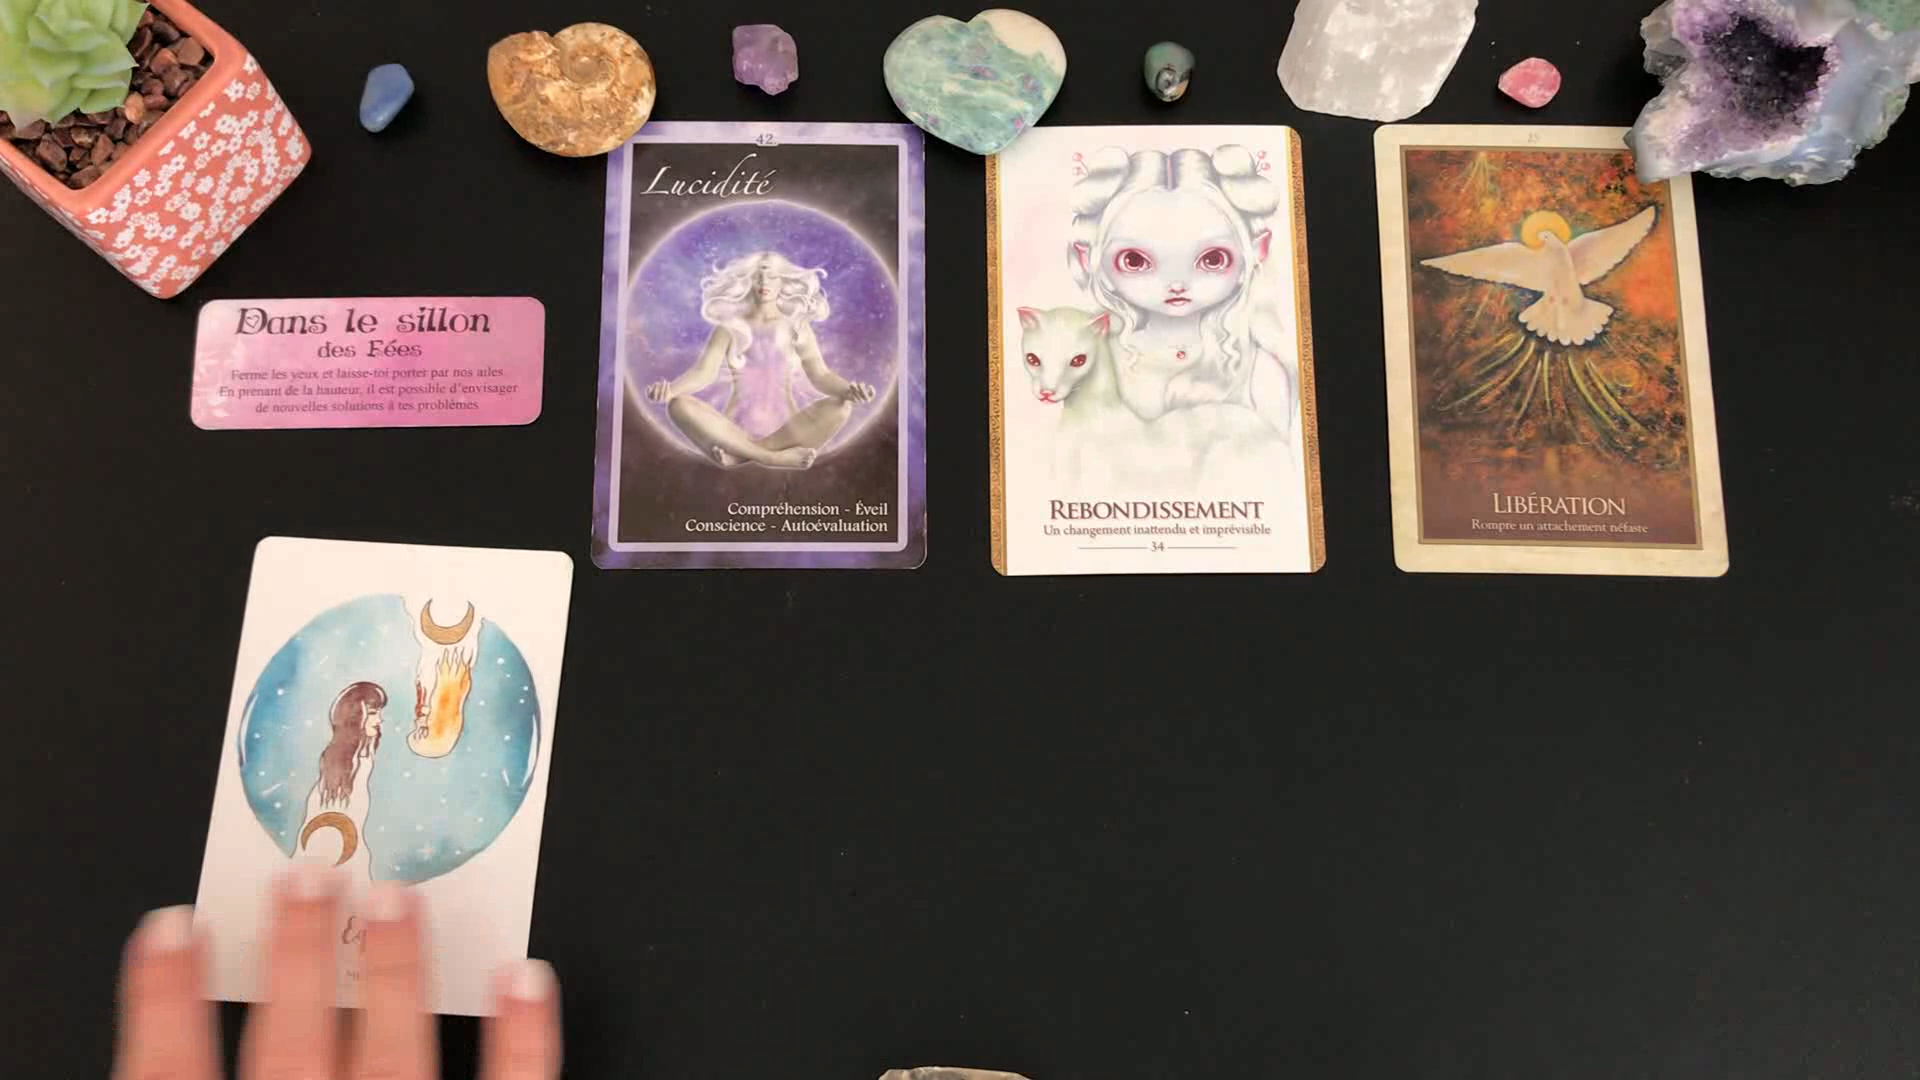 Dans le sillon
des Fées
Ferme les yeux et laisse-toi porter par nos ailes.
En prenant de la hauteur, il est possible d'envisager
de nouvelles solutions à tes problèmes.
42.
Lucidité
Compréhension - Éveil
Conscience - Autoévaluation
REBONDISSEMENT
Un changement inattendu et imprévisible
34
LIBÉRATION
Rompre un attachement néfaste